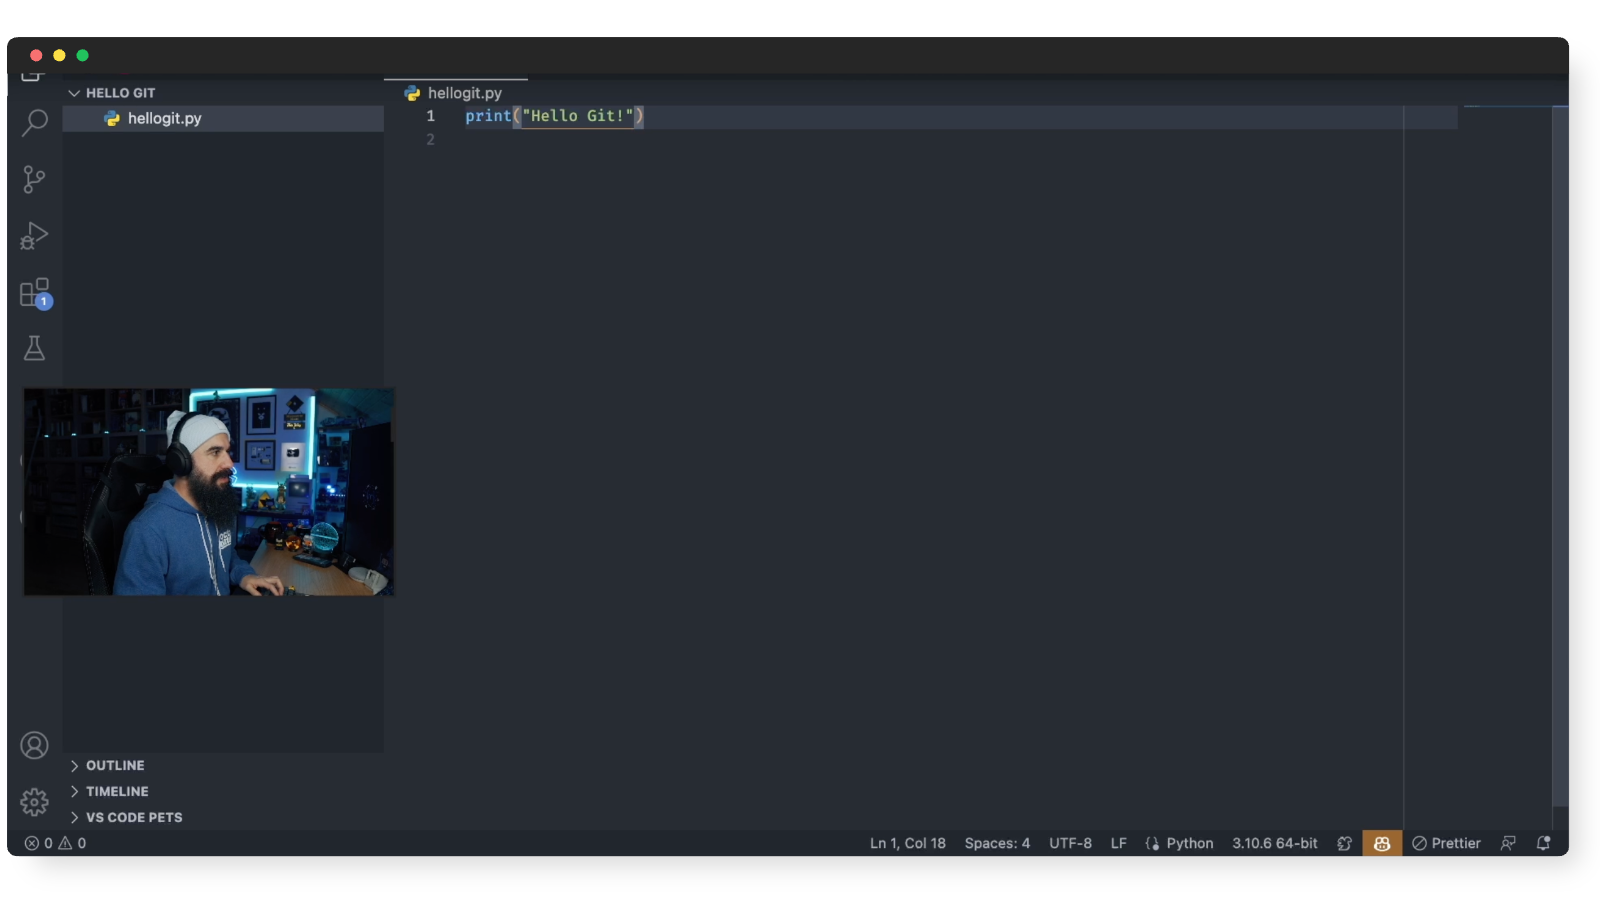 HELLO GIT
hellogit.py
hellogit.py
1 print("Hello Git!")
2
1
OUTLINE
TIMELINE
VS CODE PETS
0 0
Ln 1, Col 18 Spaces: 4 UTF-8 LF Python 3.10.6 64-bit Prettier